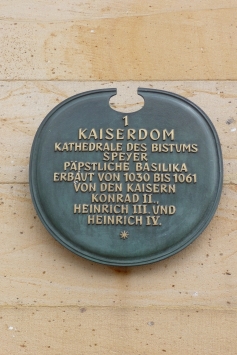 1
KAISERDOM
KATHEDRALE DES BISTUMS
SPEYER
PÄPSTLICHE BASILIKA
ERBAUT VON 1030 BIS 1061
VON DEN KAISERN
KONRAD II.,
HEINRICH III. UND
HEINRICH IV.
*